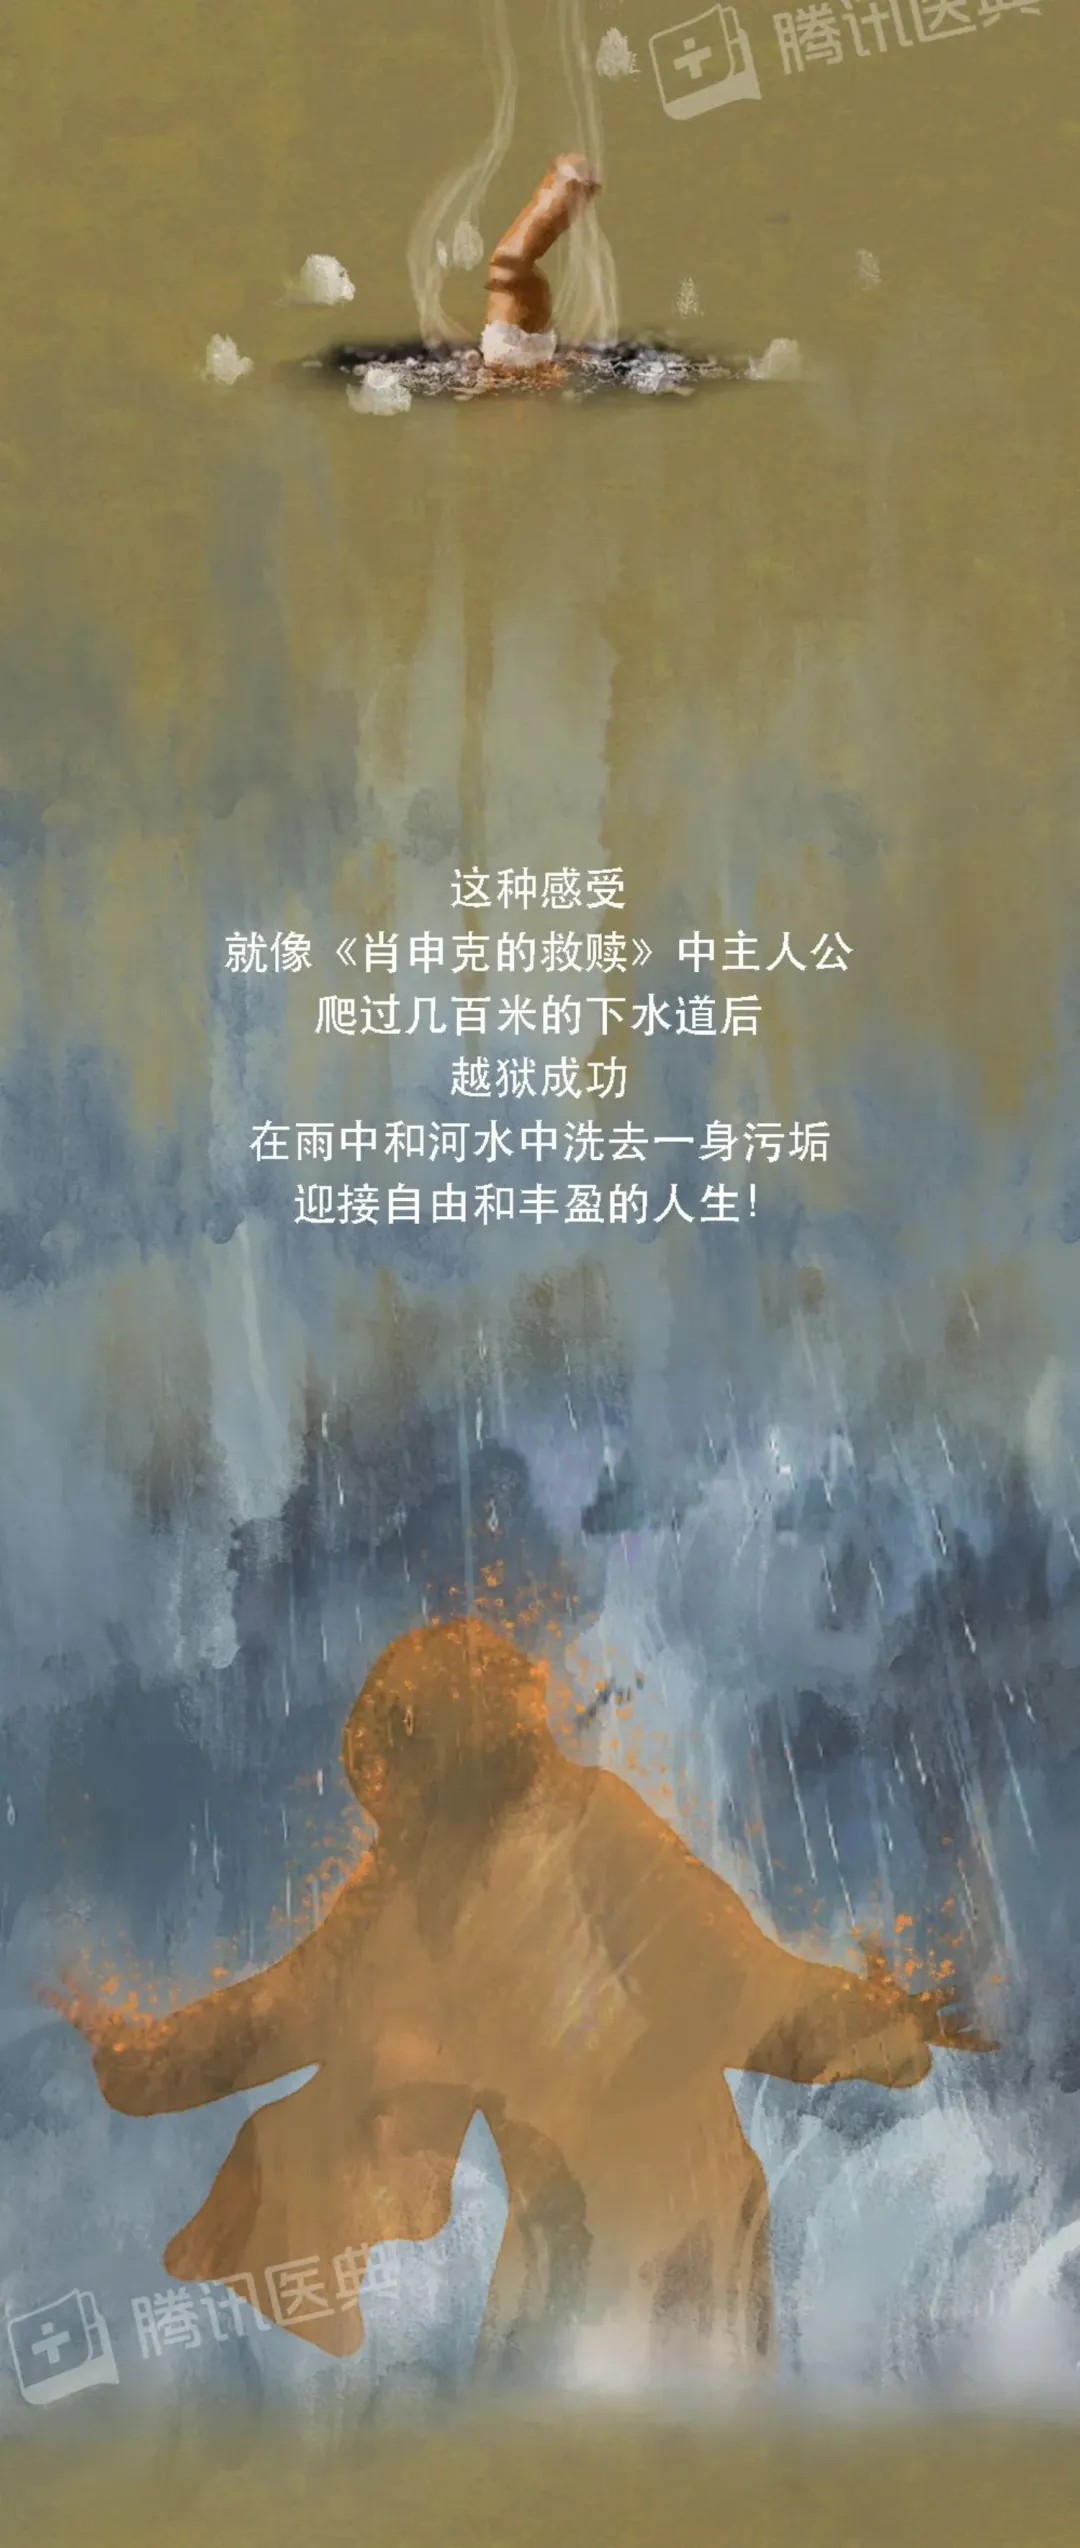 腾讯医典
这种感受
就像《肖申克的救赎》中主人公
爬过几百米的下水道后
越狱成功
在雨中和河水中洗去一身污垢
迎接自由和丰盈的人生！
腾讯医典